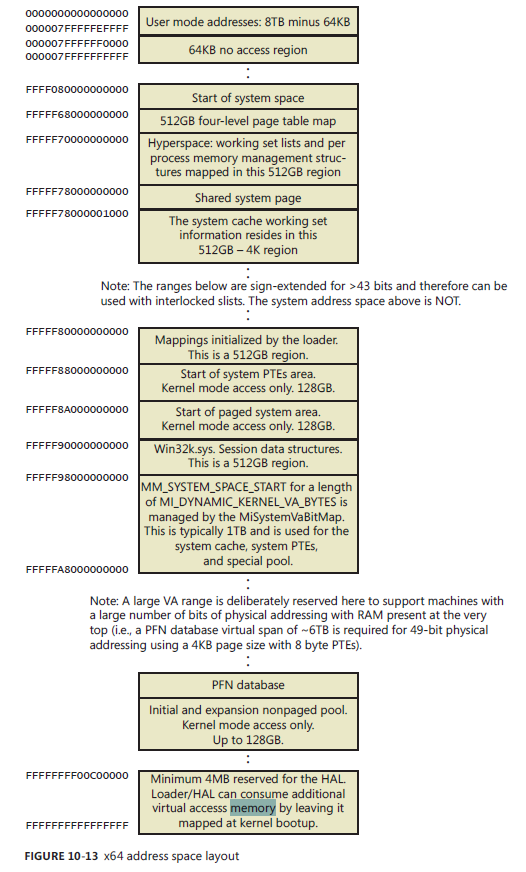 000000000000000
000007FFFFFEFFFF
User mode addresses: 8TB minus 64KB
000007FFFFFF0000
000007FFFFFFFFFF
64KB no access region
:
FFFF080000000000
Start of system space
FFFFF68000000000
512GB four-level page table map
FFFFF70000000000
Hyperspace: working set lists and per
process memory management struc-
tures mapped in this 512GB region
FFFFF78000000000
Shared system page
FFFFF78000001000
The system cache working set
information resides in this
512GB – 4K region
:
Note: The ranges below are sign-extended for >43 bits and therefore can be
used with interlocked slists. The system address space above is NOT.
:
FFFFF80000000000
Mappings initialized by the loader.
This is a 512GB region.
FFFFF88000000000
Start of system PTEs area.
Kernel mode access only. 128GB.
FFFFF8A000000000
Start of paged system area.
Kernel mode access only. 128GB.
FFFFF90000000000
Win32k.sys. Session data structures.
This is a 512GB region.
FFFFF98000000000
MM_SYSTEM_SPACE_START for a length
of MI_DYNAMIC_KERNEL_VA_BYTES is
managed by the MiSystemVaBitMap.
This is typically 1TB and is used for the
system cache, system PTEs,
and special pool.
FFFFFA8000000000
:
Note: A large VA range is deliberately reserved here to support machines with
a large number of bits of physical addressing with RAM present at the very
top (i.e., a PFN database virtual span of ~6TB is required for 49-bit physical
addressing using a 4KB page size with 8 byte PTEs).
:
PFN database
Initial and expansion nonpaged pool.
Kernel mode access only.
Up to 128GB.
:
FFFFFFFF00C00000
Minimum 4MB reserved for the HAL.
Loader/HAL can consume additional
virtual accesss memory by leaving it
mapped at kernel bootup.
FFFFFFFFFFFFFFFF
FIGURE 10-13 x64 address space layout